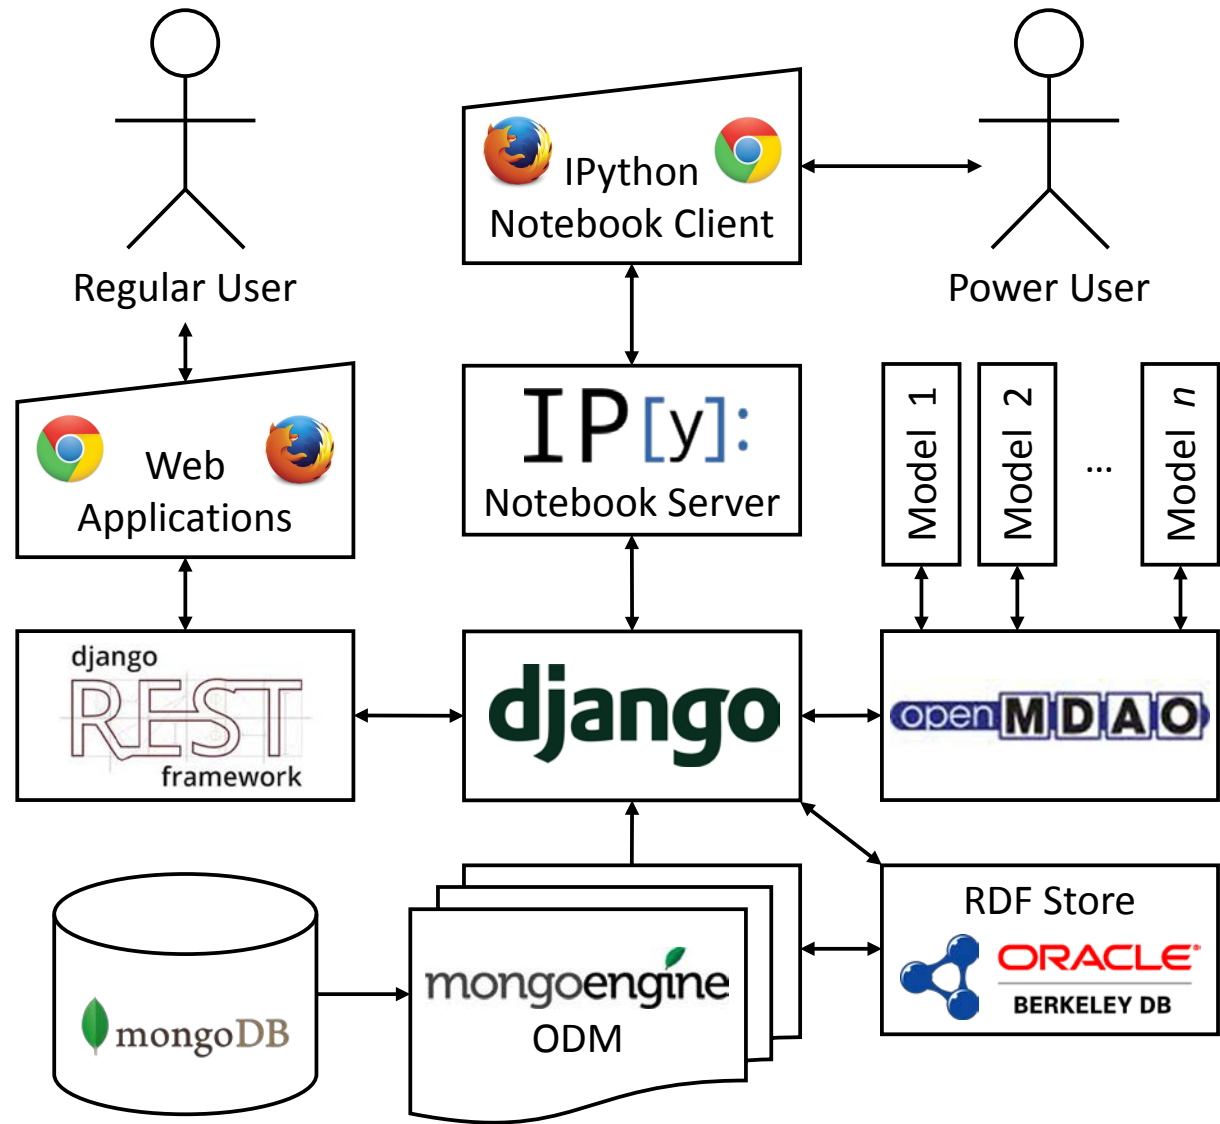 IPython
Notebook Client
Regular User
Power User
Web
Applications
IP[y]:
Notebook Server
Model 1
Model 2
...
Model n
django
REST
framework
django
openMDAO
mongoDB
mongoengine
ODM
RDF Store
ORACLE®
BERKELEY DB